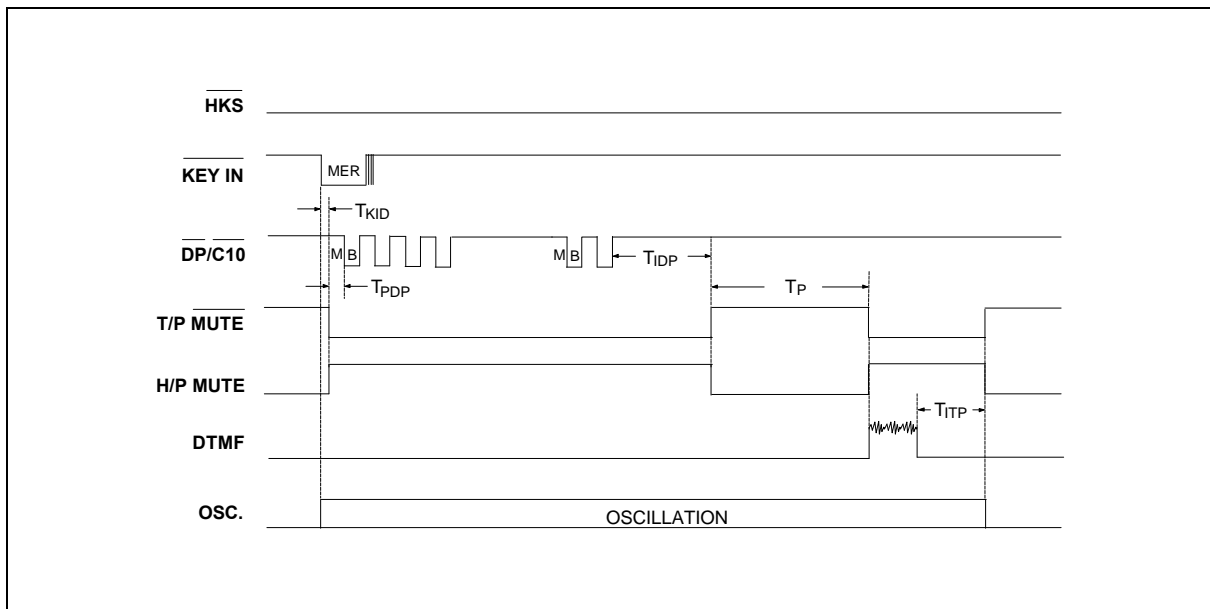 HKS
KEY IN
MER
TKID
DP/C10
M B
M B
TIDP
TPDP
TP
T/P MUTE
H/P MUTE
TITP
DTMF
OSC.
OSCILLATION